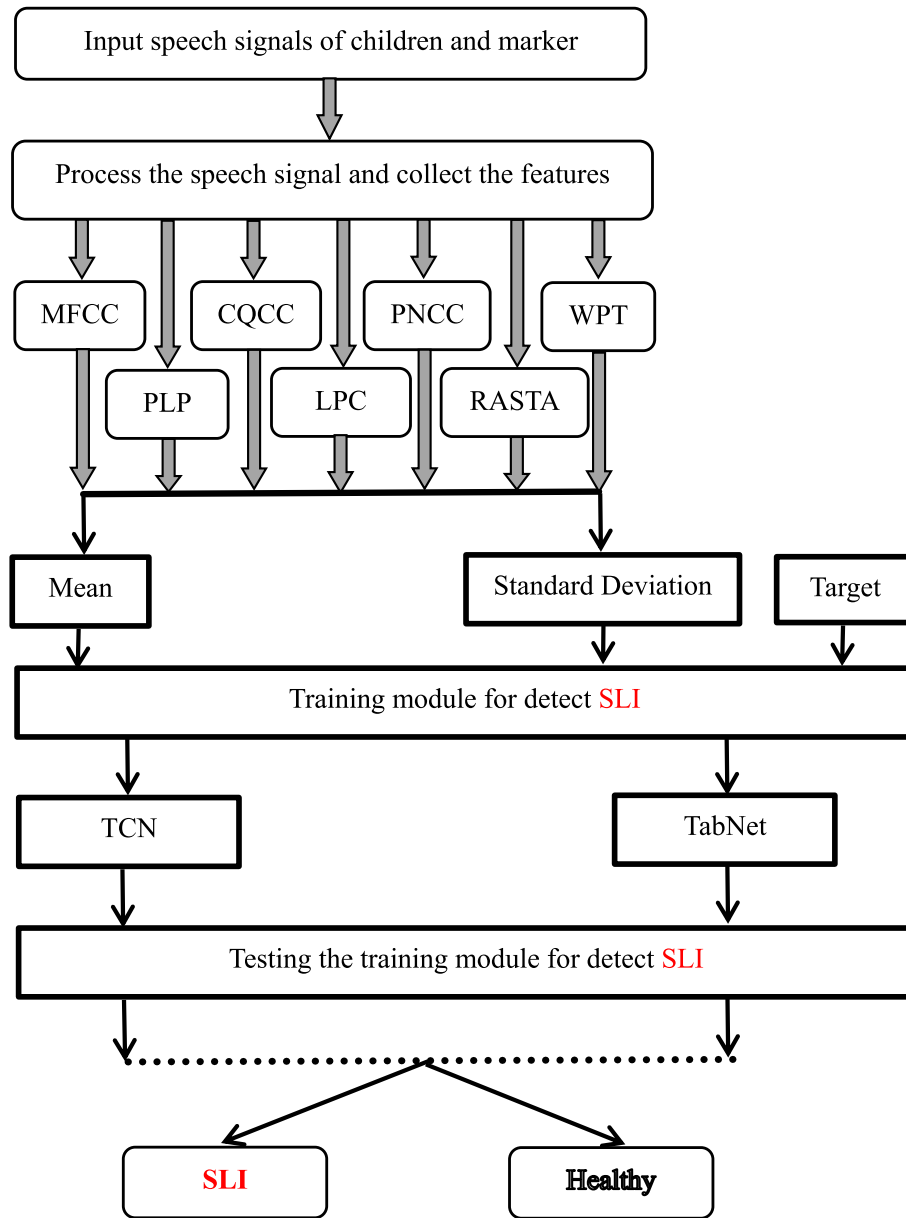 Input speech signals of children and marker
Process the speech signal and collect the features
MFCC
CQCC
PNCC
WPT
PLP
LPC
RASTA
Mean
Standard Deviation
Target
Training module for detect SLI
TCN
TabNet
Testing the training module for detect SLI
SLI
Healthy